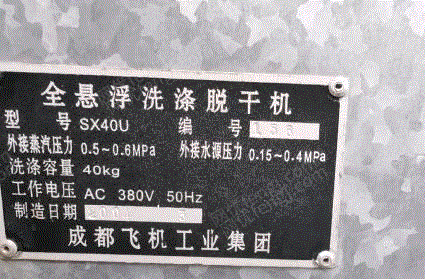 全悬浮洗涤脱干机
型 号 SX40U 编 号
外接蒸汽压力 0.5~0.6MPa 外接水源压力 0.15~0.4MPa
洗涤容量 40kg
工作电压 AC 380V, 50Hz
制造日期
成都飞机工业集团